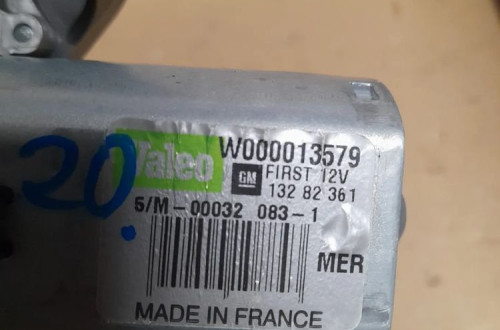 20.
Valeo W000013579
GM FIRST 12V
132 82 361
5/M-00032 083-1
MER
MADE IN FRANCE